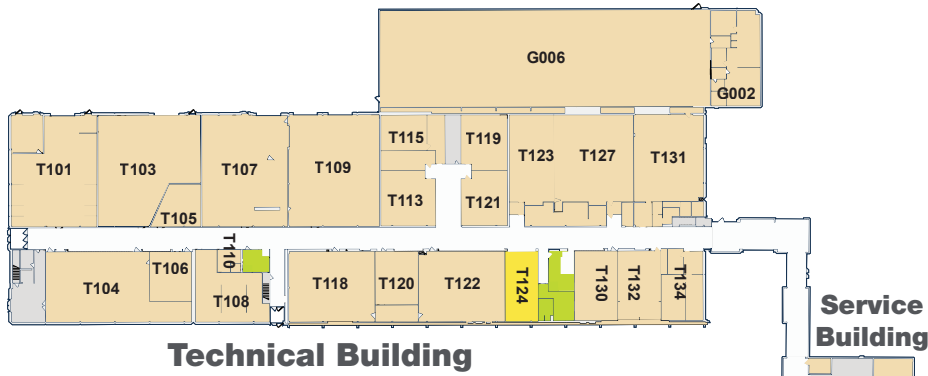 G006
G002
T115
T119
T101
T103
T107
T109
T123
T127
T131
T113
T121
T105
T110
T106
T104
T108
T118
T120
T122
T124
T130
T132
T134
Service
Building
Technical Building